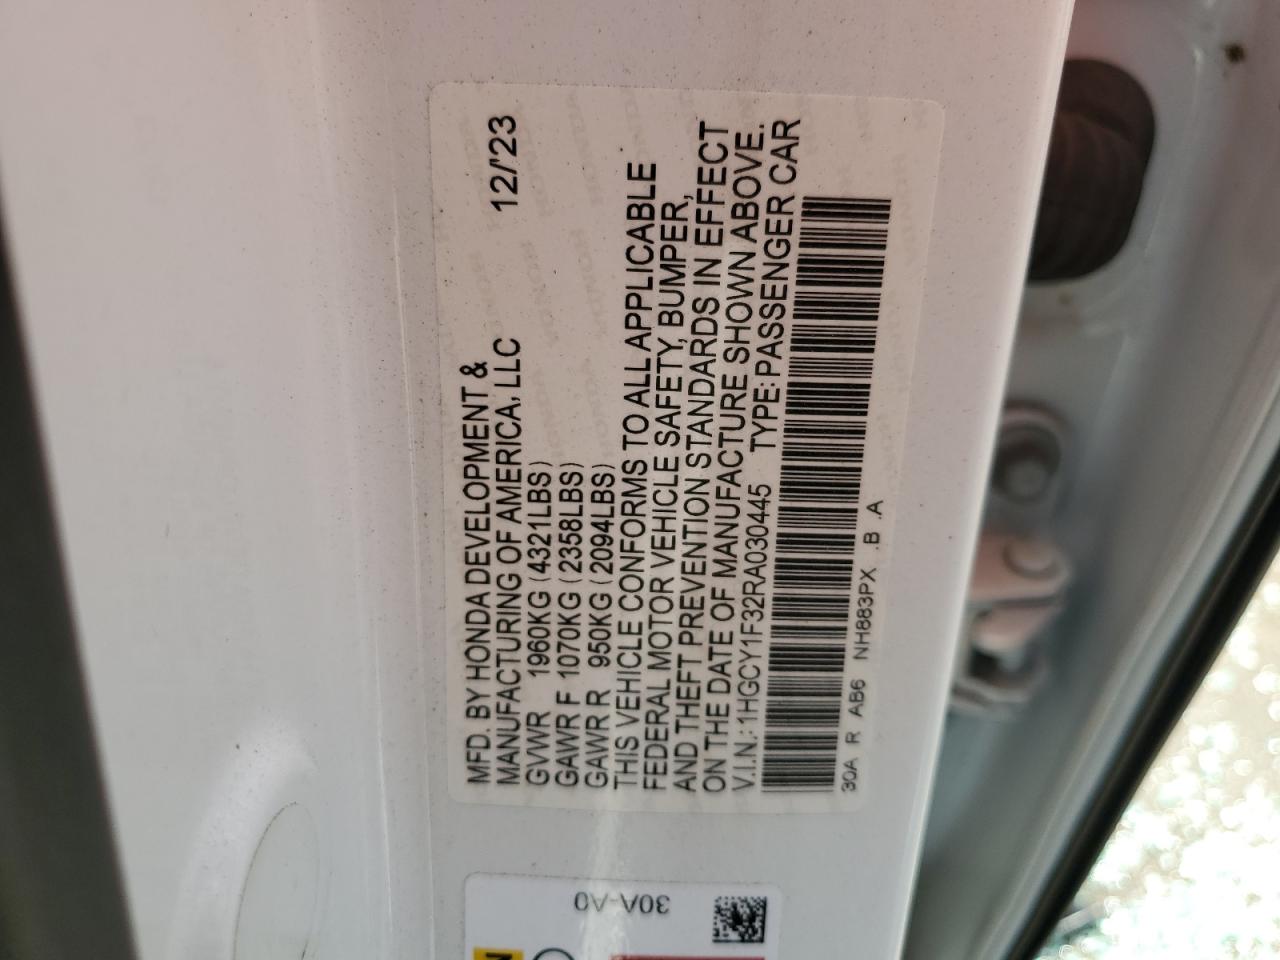 MFD. BY HONDA DEVELOPMENT &
MANUFACTURING OF AMERICA, LLC 12/'23
GVWR 1960KG (4321LBS)
GAWR F 1070KG (2358LBS)
GAWR R 950KG (2094LBS)
THIS VEHICLE CONFORMS TO ALL APPLICABLE
FEDERAL MOTOR VEHICLE SAFETY, BUMPER,
AND THEFT PREVENTION STANDARDS IN EFFECT
ON THE DATE OF MANUFACTURE SHOWN ABOVE.
V.I.N.: 1HGCY1F32RA030445 TYPE: PASSENGER CAR
30A R AB6 NH883PX .B .A
30A-A0